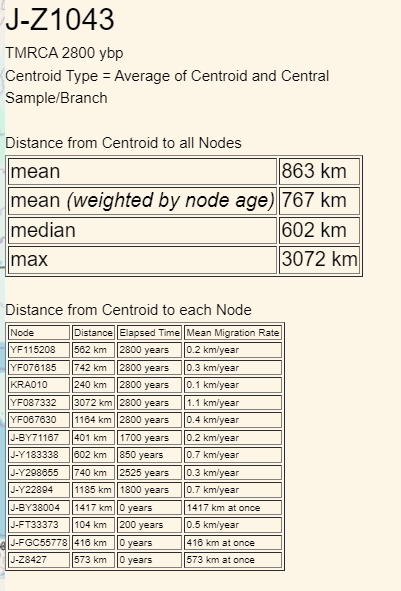 J-Z1043
TMRCA 2800 ybp
Centroid Type = Average of Centroid and Central
Sample/Branch
Distance from Centroid to all Nodes
mean 863 km
mean (weighted by node age) 767 km
median 602 km
max 3072 km
Distance from Centroid to each Node
Node Distance Elapsed Time Mean Migration Rate
YF115208 562 km 2800 years 0.2 km/year
YF076185 742 km 2800 years 0.3 km/year
KRA010 240 km 2800 years 0.1 km/year
YF087332 3072 km 2800 years 1.1 km/year
YF067630 1164 km 2800 years 0.4 km/year
J-BY71167 401 km 1700 years 0.2 km/year
J-Y183338 602 km 850 years 0.7 km/year
J-Y298655 740 km 2525 years 0.3 km/year
J-Y22894 1185 km 1800 years 0.7 km/year
J-BY38004 1417 km 0 years 1417 km at once
J-FT33373 104 km 200 years 0.5 km/year
J-FGC55778 416 km 0 years 416 km at once
J-Z8427 573 km 0 years 573 km at once